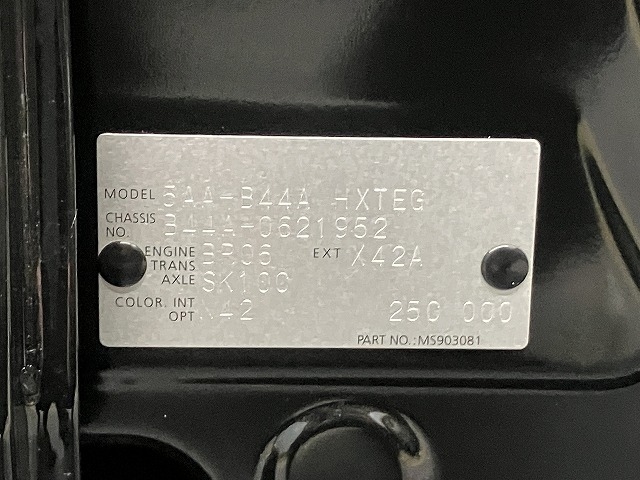 MODEL 5AA-B44A HXTEG
CHASSIS NO. B44A-0621952
ENGINE BR06 EXT X42A
TRANS AXLE SK100
COLOR. INT OPT 42 250 000
PART NO.:MS903081